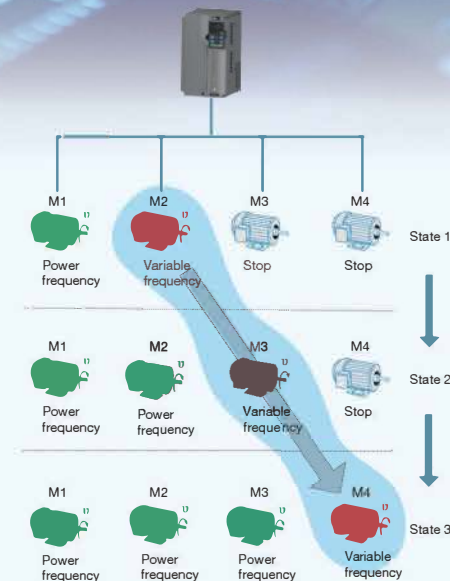 M1 M2 M3 M4
Power frequency
Variable frequency
Stop
Stop
State 1
M1 M2 M3 M4
Power frequency
Power frequency
Variable frequency
Stop
State 2
M1 M2 M3 M4
Power frequency
Power frequency
Power frequency
Variable frequency
State 3